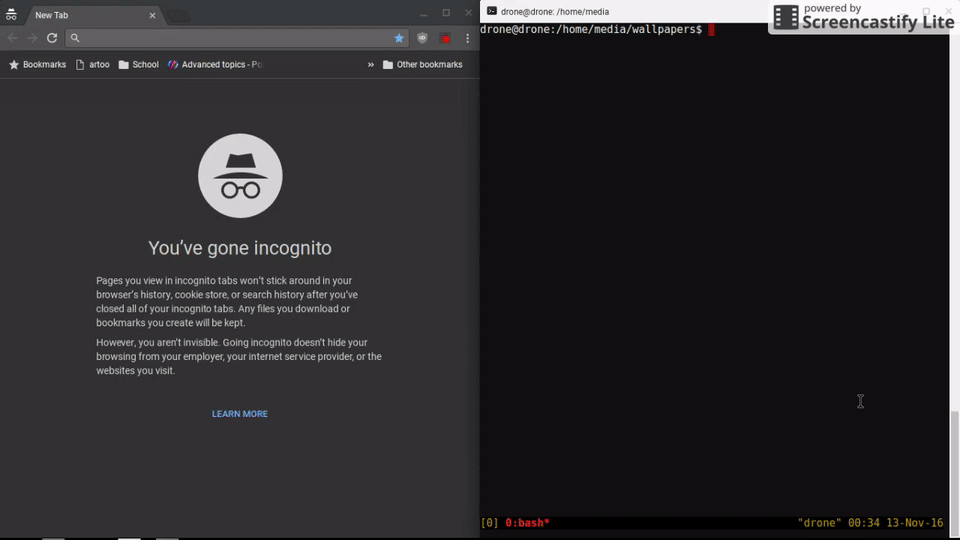 New Tab
Bookmarks
artoo
School
Advanced topics - Po
»
Other bookmarks
You've gone incognito
Pages you view in incognito tabs won't stick around in your
browser's history, cookie store, or search history after you've
closed all of your incognito tabs. Any files you download or
bookmarks you create will be kept.
However, you aren't invisible. Going incognito doesn't hide your
browsing from your employer, your internet service provider, or the
websites you visit.
LEARN MORE
drone@drone: /home/media
powered by
Screencastify Lite
drone@drone:/home/media/wallpapers$
[0] 0:bash*
"drone" 00:34 13-Nov-16